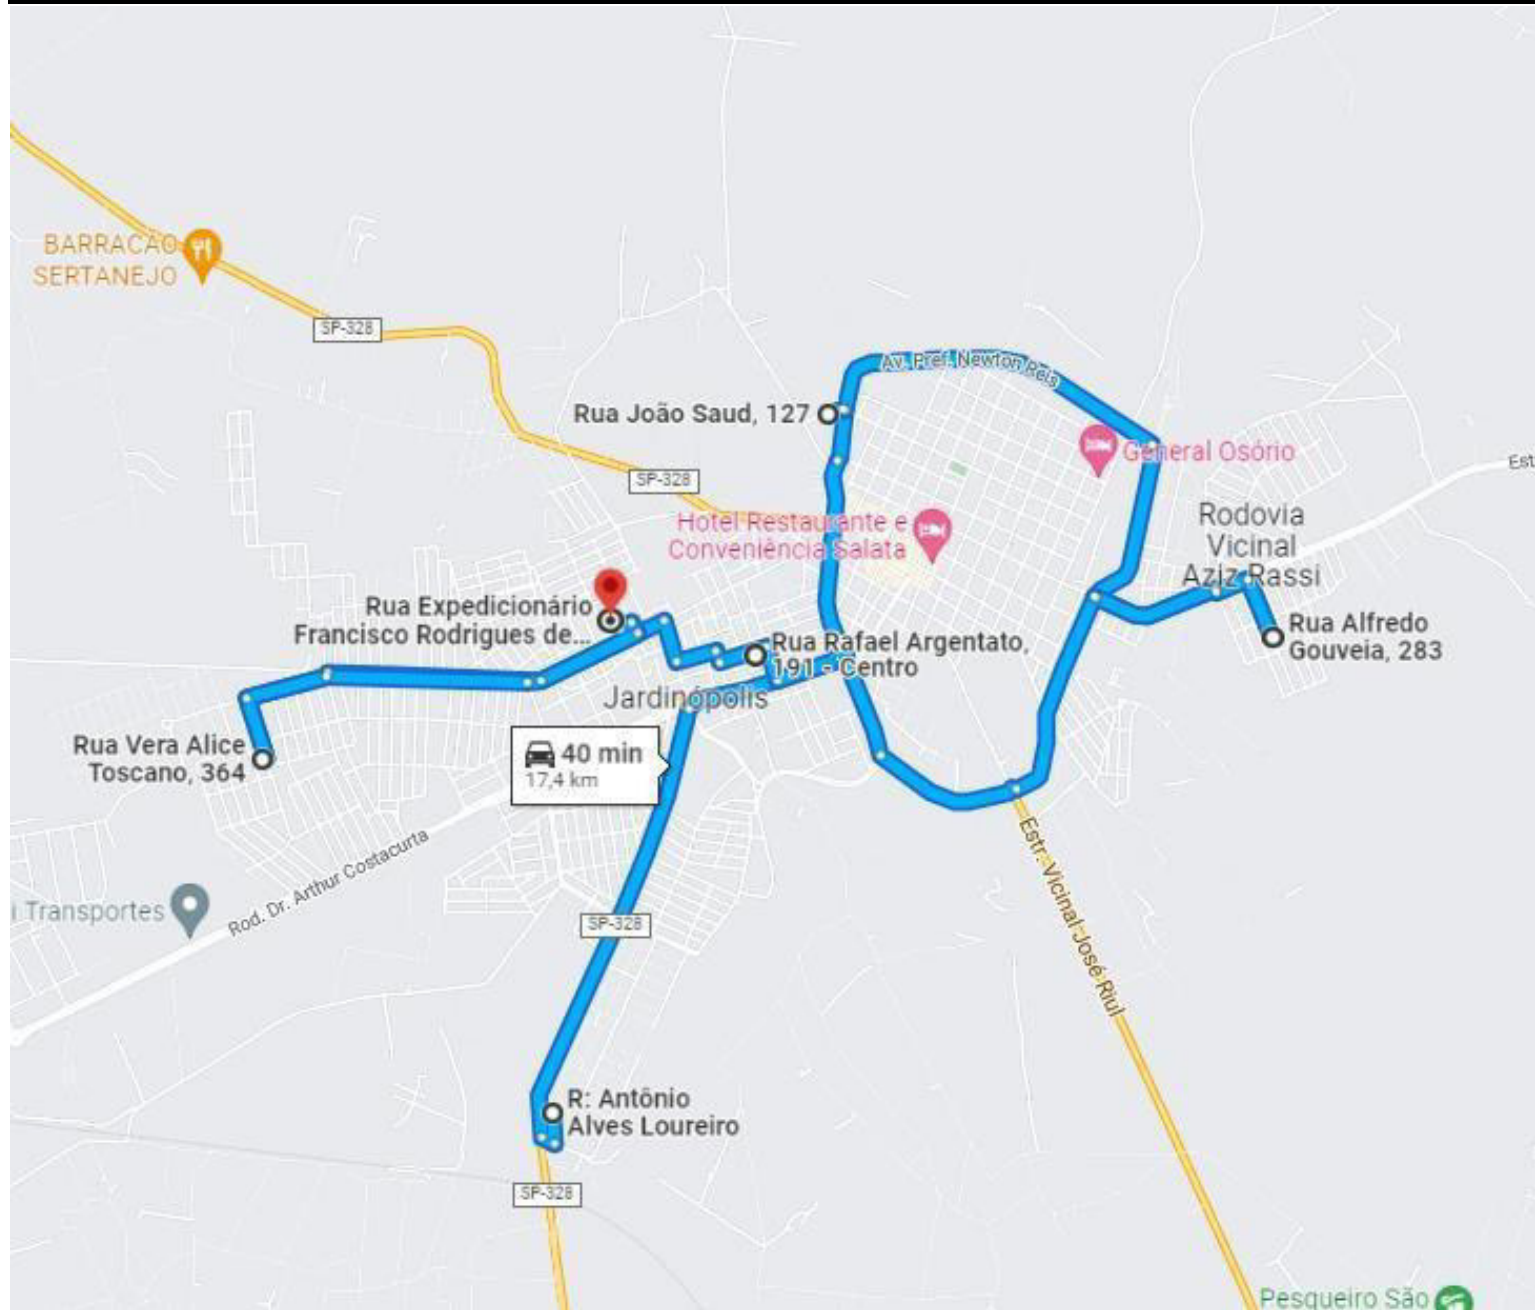 BARRACÃO
SERTANEJO
SP-328
Av. Pref. Newton Reis
Rua João Saud, 127
General Osório
Est
SP-328
Rodovia
Vicinal
Aziz Rassi
Hotel Restaurante e
Conveniência Salata
Rua Expedicionário
Francisco Rodrigues de...
Rua Alfredo
Gouveia, 283
Rua Rafael Argentato,
191 - Centro
Jardinópolis
Rua Vera Alice
Toscano, 364
40 min
17,4 km
Rod. Dr. Arthur Costacurta
Estr. Vicinal José Riul
i Transportes
SP-328
R: Antônio
Alves Loureiro
SP-328
Pesqueiro São